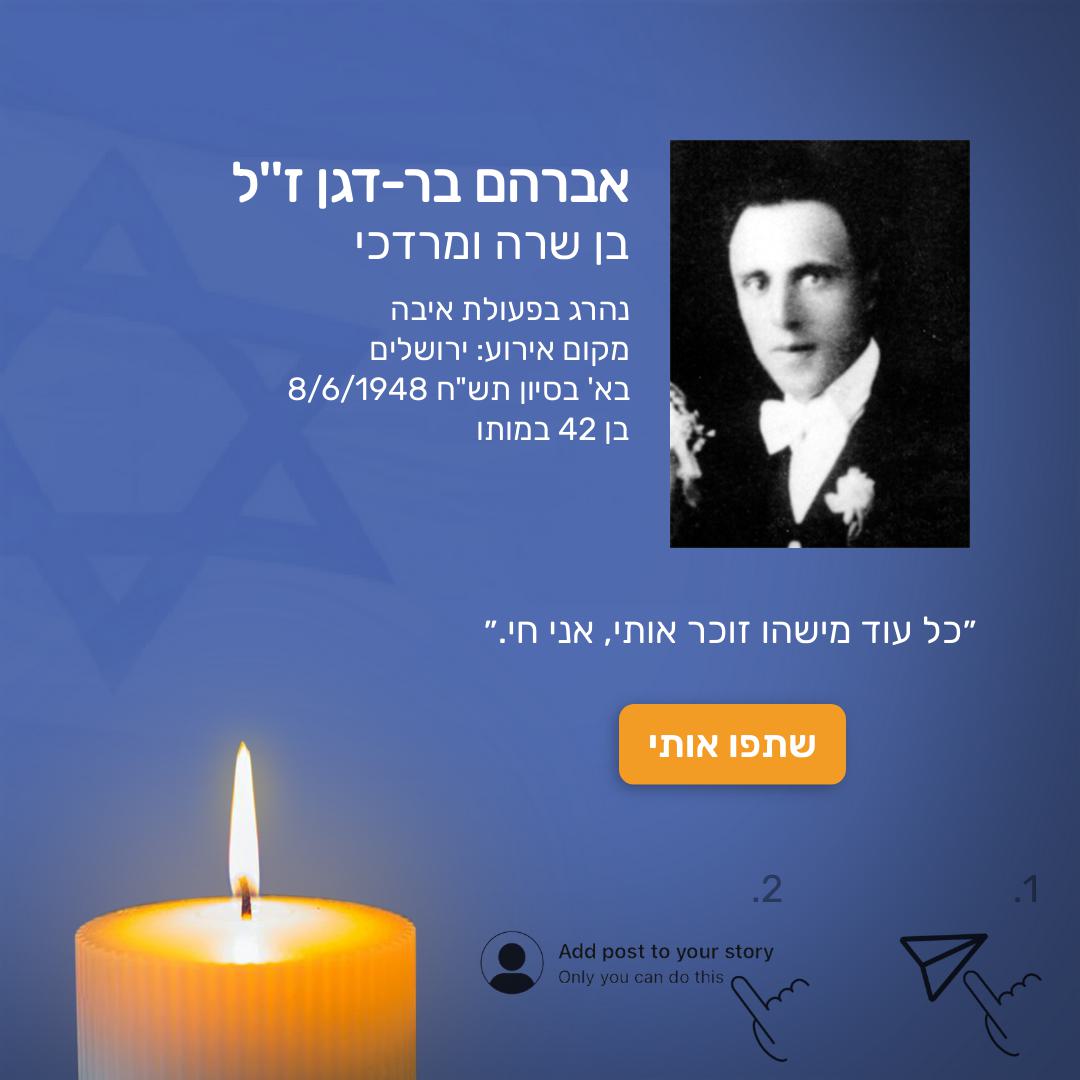 אברהם בר-דגן ז"ל
בן שרה ומרדכי
נהרג בפעולת איבה
מקום אירוע: ירושלים
בא' בסיון תש"ח 8/6/1948
בן 42 במותו
״כל עוד מישהו זוכר אותי, אני חי.״
שתפו אותי
1.
2.
Add post to your story
Only you can do this